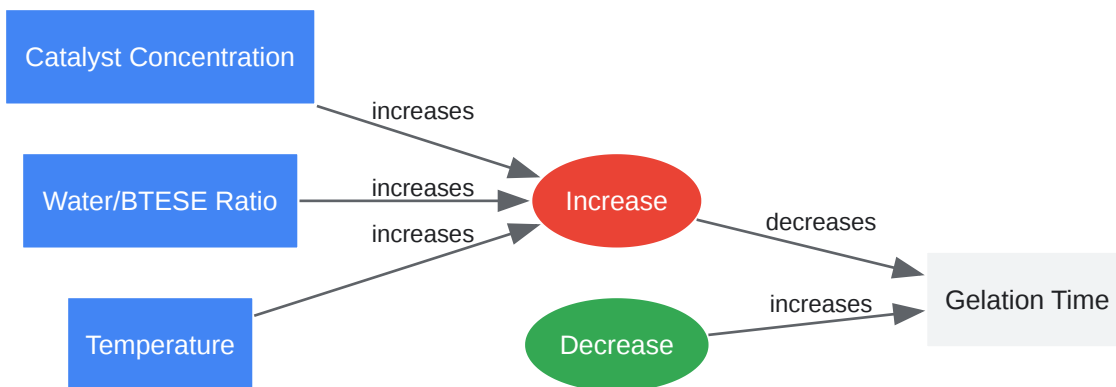 Catalyst Concentration
increases
Water/BTESE Ratio
increases
Increase
increases
decreases
Temperature
Decrease
increases
Gelation Time